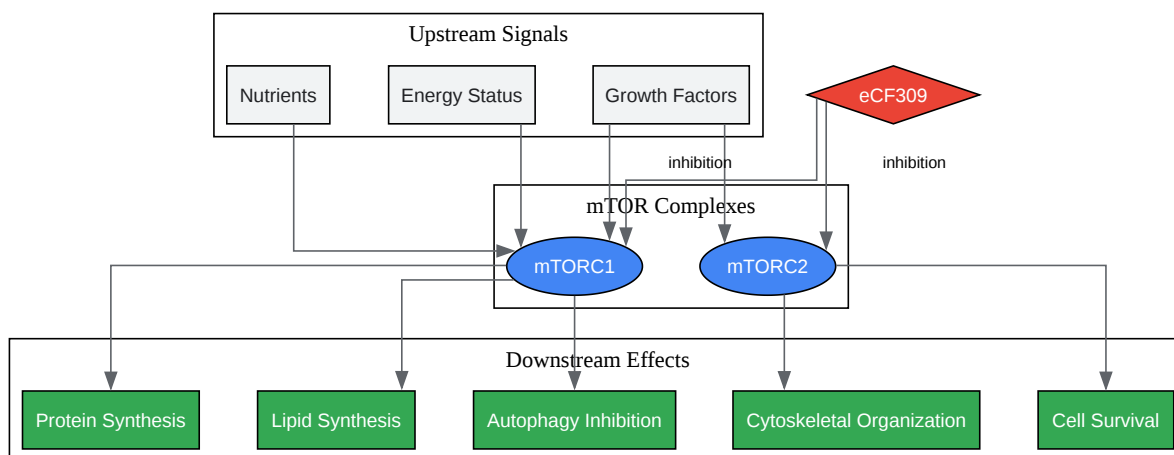 Upstream Signals
Nutrients
Energy Status
Growth Factors
eCF309
inhibition
inhibition
mTOR Complexes
mTORC1
mTORC2
Downstream Effects
Protein Synthesis
Lipid Synthesis
Autophagy Inhibition
Cytoskeletal Organization
Cell Survival